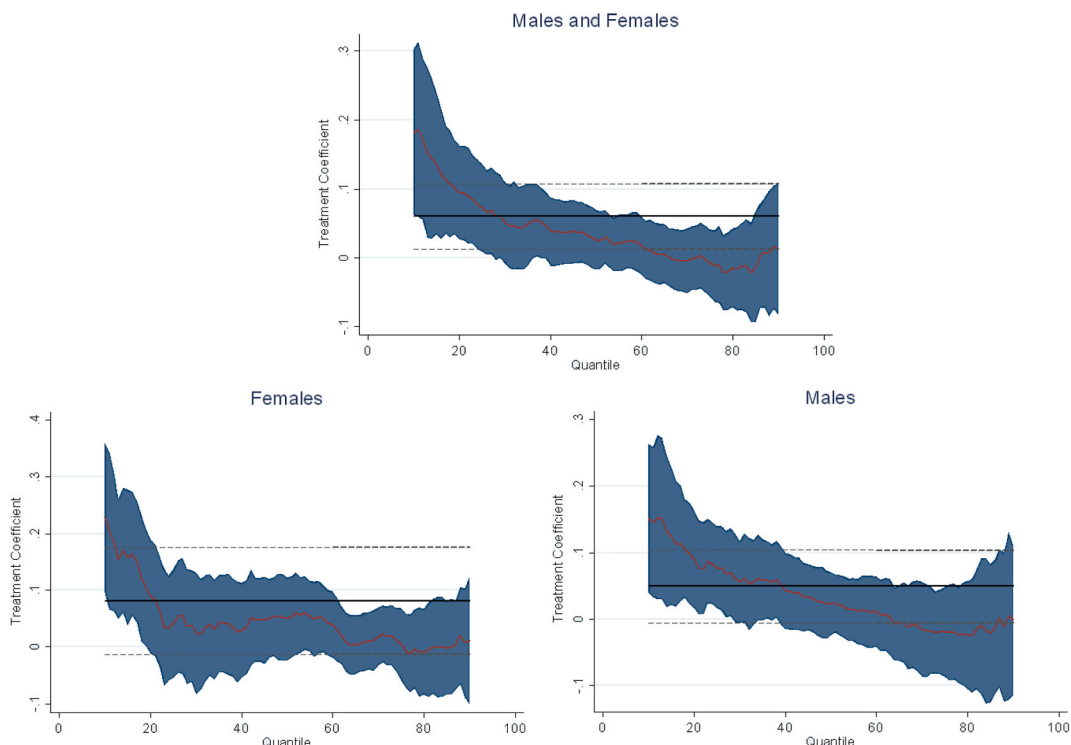 Males and Females
.3
.2
.1
0
-.1
Treatment Coefficient
0 20 40 60 80 100
Quantile
Females
.4
.3
.2
.1
0
-.1
Treatment Coefficient
0 20 40 60 80 100
Quantile
Males
.3
.2
.1
0
-.1
Treatment Coefficient
0 20 40 60 80 100
Quantile